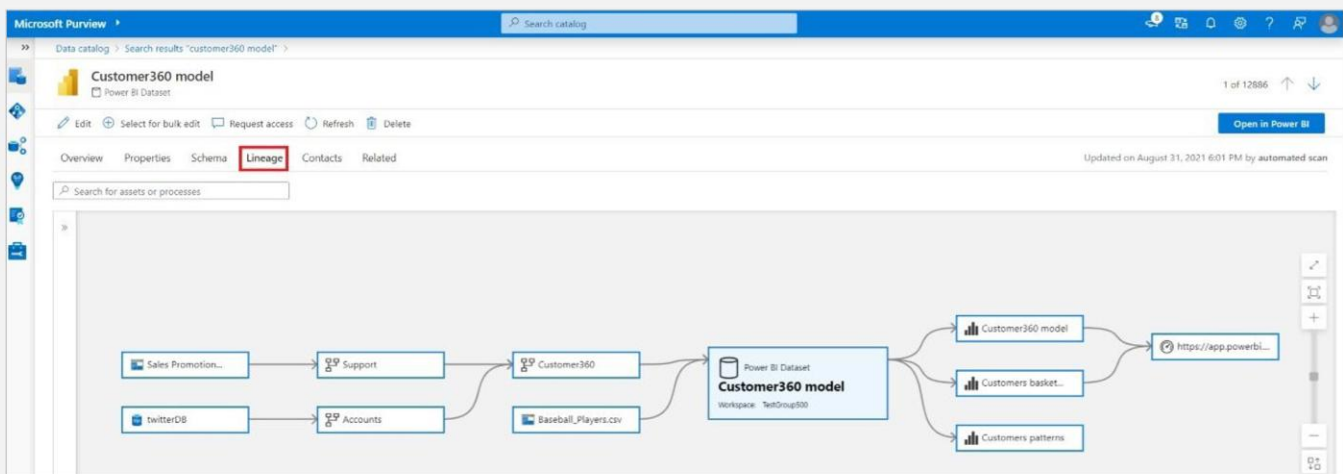 Microsoft Purview
Search catalog
Data catalog > Search results "customer360 model" >
Customer360 model
Power BI Dataset
1 of 12886
Edit Select for bulk edit Request access Refresh Delete
Open in Power BI
Overview Properties Schema Lineage Contacts Related
Updated on August 31, 2021 6:01 PM by automated scan
Search for assets or processes
Customer360 model
Sales Promotion... Support Customer360
Power BI Dataset
https://app.powerbi...
Customer360 model
Customers basket...
Workspace: TestGroup500
twitterDB Accounts Baseball_Players.csv
Customers patterns